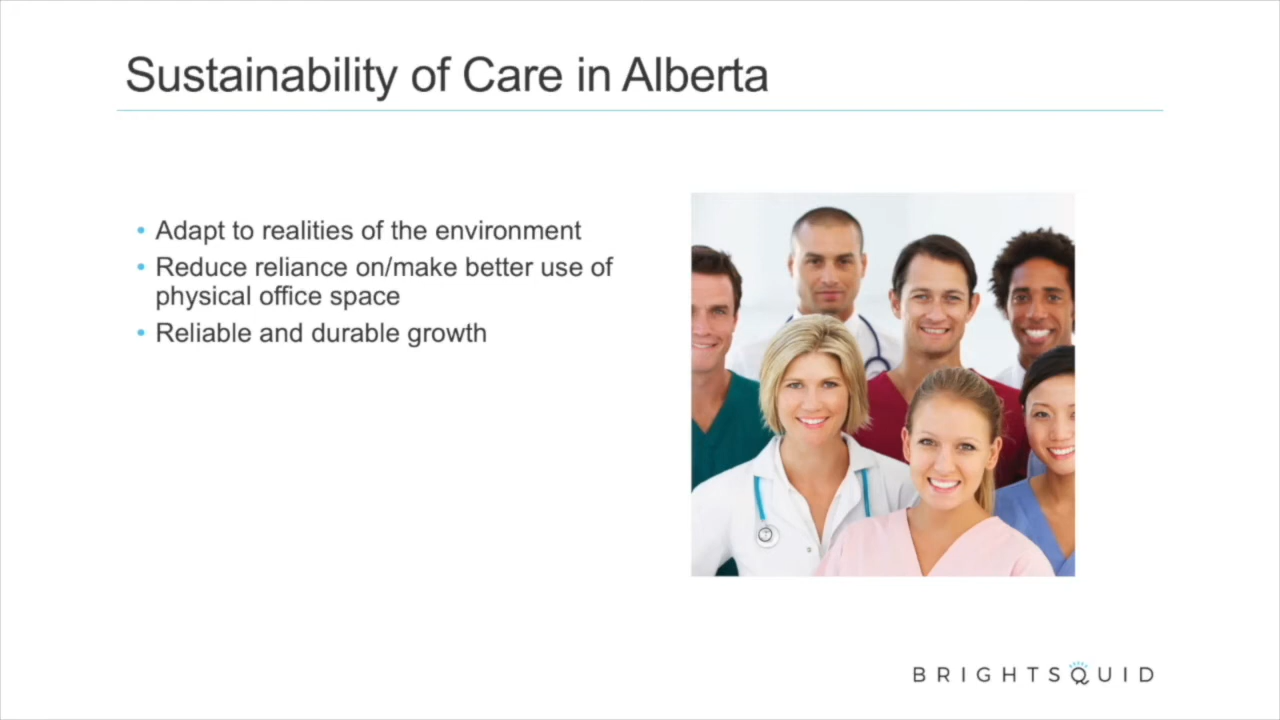 Sustainability of Care in Alberta
• Adapt to realities of the environment
• Reduce reliance on/make better use of
physical office space
• Reliable and durable growth
BRIGHTSQUID